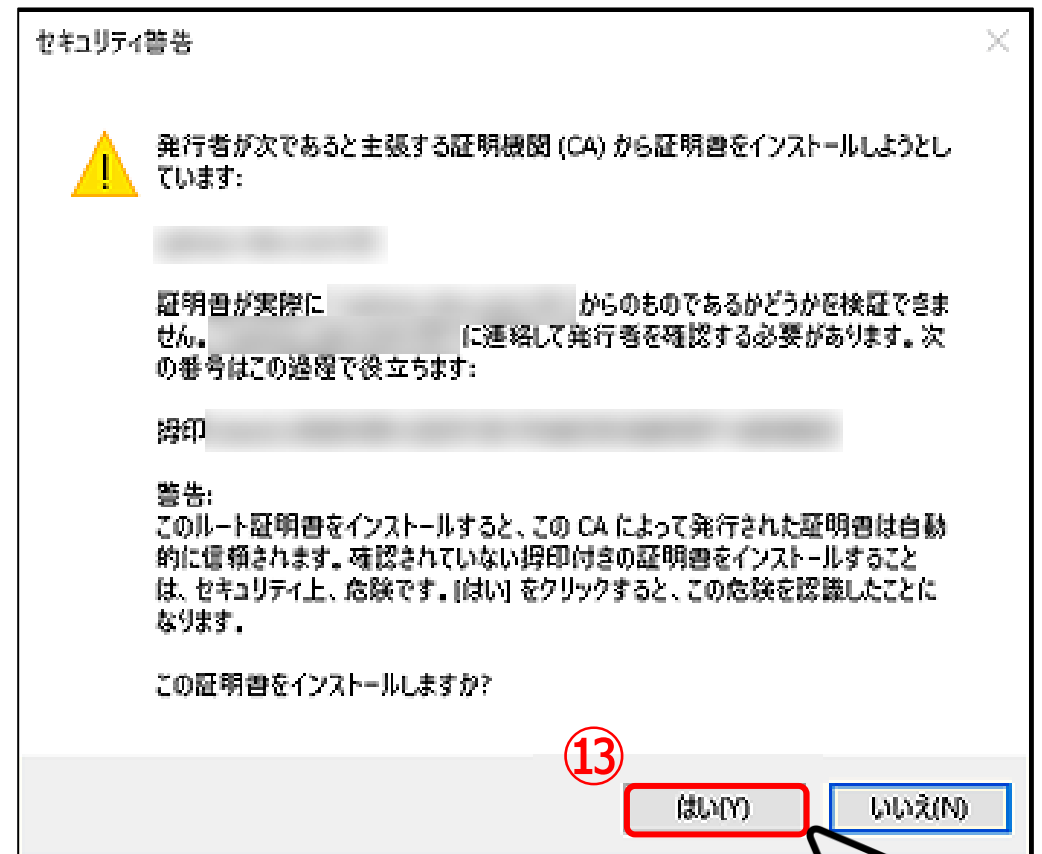 セキュリティ警告
発行者が次であると主張する証明機関 (CA) から証明書をインストールしようとし
ています:
証明書が実際に からのものであるかどうかを検証できま
せん。 に連絡して発行者を確認する必要があります。次
の番号はこの過程で役立ちます:
拇印
警告:
このルート証明書をインストールすると、この CA によって発行された証明書は自動
的に信頼されます。確認されていない拇印付きの証明書をインストールすること
は、セキュリティ上、危険です。[はい] をクリックすると、この危険を認識したことに
なります。
この証明書をインストールしますか?
⑬
はい(Y)
いいえ(N)